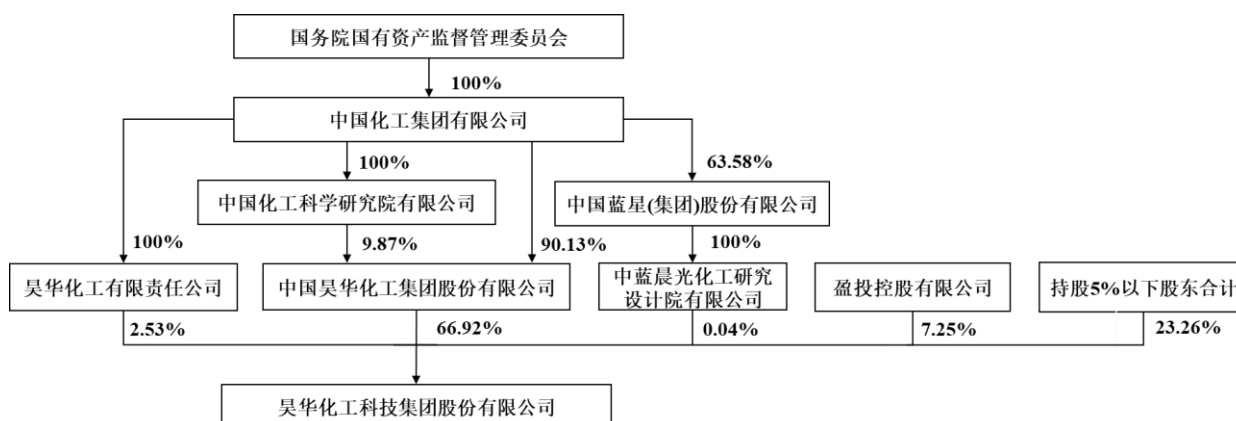 国务院国有资产监督管理委员会
100%
中国化工集团有限公司
100%
63.58%
中国化工科学研究院有限公司
中国蓝星(集团)股份有限公司
100%
9.87%
90.13%
100%
昊华化工有限责任公司
中国昊华化工集团股份有限公司
中蓝晨光化工研究
设计院有限公司
盈投控股有限公司
持股5%以下股东合计
2.53%
66.92%
0.04%
7.25%
23.26%
昊华化工科技集团股份有限公司